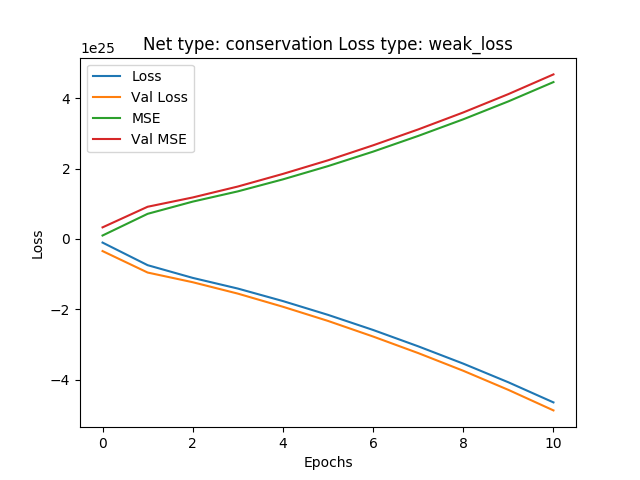 Net type: conservation Loss type: weak_loss
1e25
Loss
Val Loss
MSE
Val MSE
4
2
0
−2
−4
Loss
0 2 4 6 8 10
Epochs